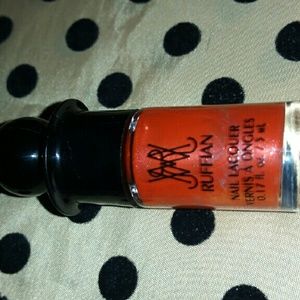 RUFFIAN
NAIL LACQUER
VERNIS À ONGLES
0.17 fl. oz. / 5 mL